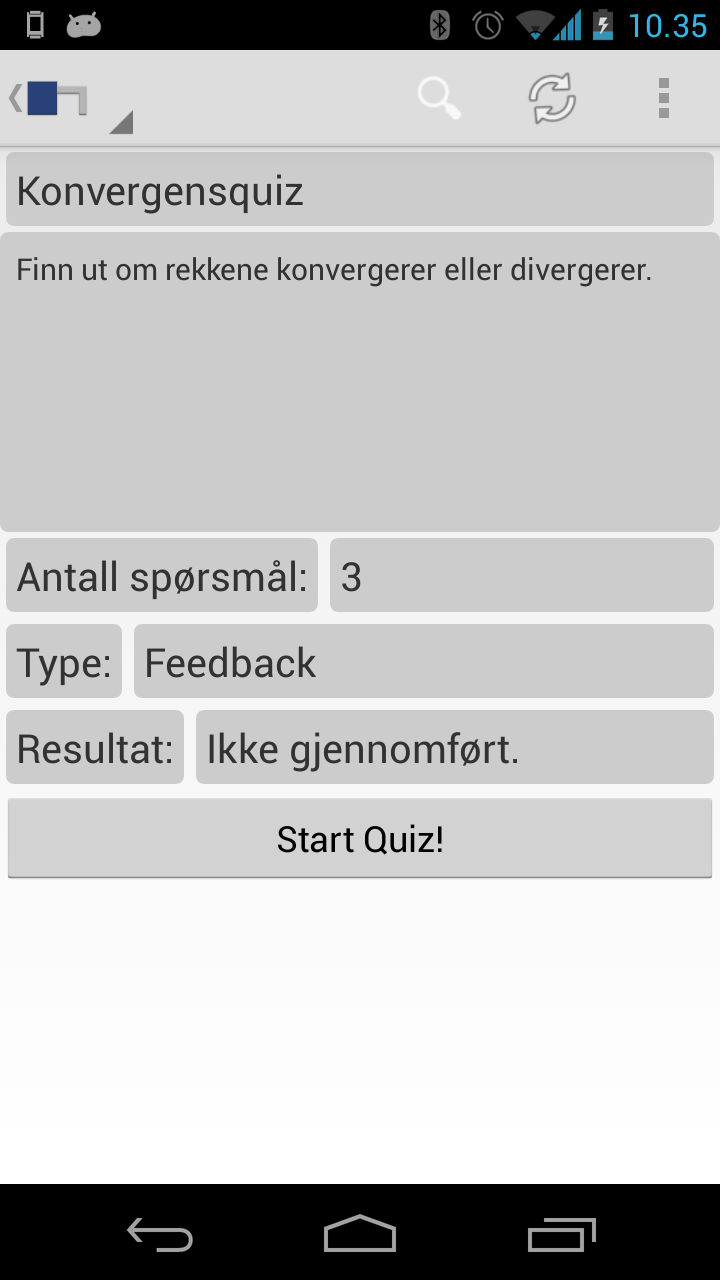 10.35
Konvergensquiz
Finn ut om rekkene konvergerer eller divergerer.
Antall spørsmål: 3
Type: Feedback
Resultat: Ikke gjennomført.
Start Quiz!